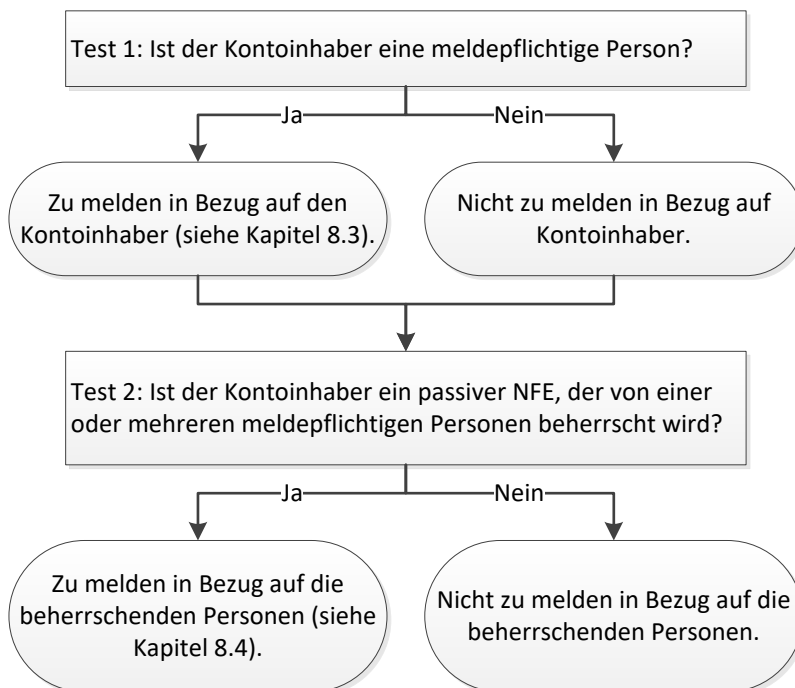 Test 1: Ist der Kontoinhaber eine meldepflichtige Person?
Ja
Nein
Zu melden in Bezug auf den
Kontoinhaber (siehe Kapitel 8.3).
Nicht zu melden in Bezug auf
Kontoinhaber.
Test 2: Ist der Kontoinhaber ein passiver NFE, der von einer
oder mehreren meldepflichtigen Personen beherrscht wird?
Ja
Nein
Zu melden in Bezug auf die
beherrschenden Personen (siehe
Kapitel 8.4).
Nicht zu melden in Bezug auf die
beherrschenden Personen.